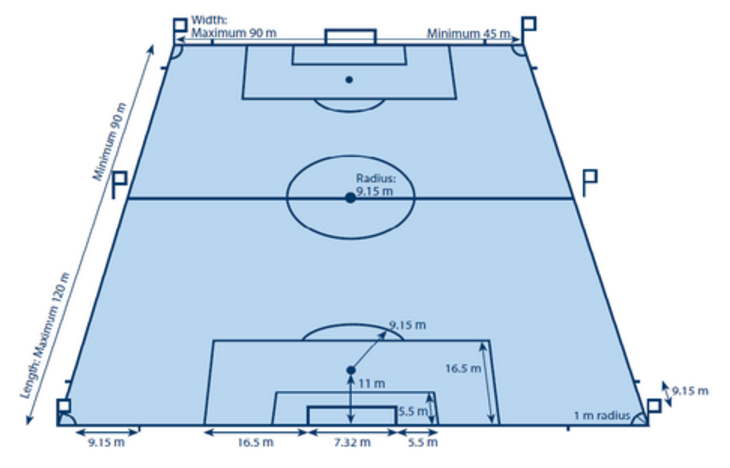 Width:
Maximum 90 m
Minimum 45 m
Minimum 90 m
Radius:
9.15 m
Length: Maximum 120 m
9.15 m
16.5 m
11 m
9.15 m
5.5 m
1 m radius
9.15 m
16.5 m
7.32 m
5.5 m